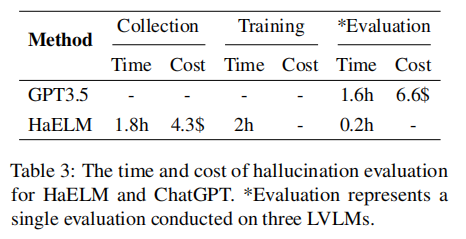 Method Collection Training *Evaluation
Time Cost Time Cost Time Cost
GPT3.5 - - - - 1.6h 6.6$
HaELM 1.8h 4.3$ 2h - 0.2h -
Table 3: The time and cost of hallucination evaluation
for HaELM and ChatGPT. *Evaluation represents a
single evaluation conducted on three LVLMs.